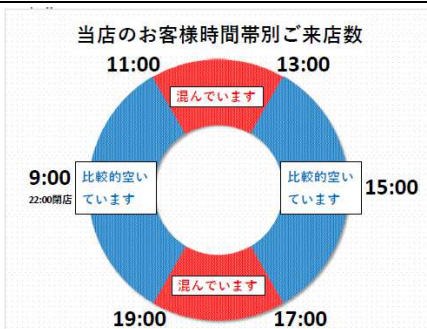 当店のお客様時間帯別ご来店数
11:00
13:00
混んでいます
9:00
22:00閉店
比較的空い
ています
比較的空い
ています
15:00
混んでいます
19:00
17:00